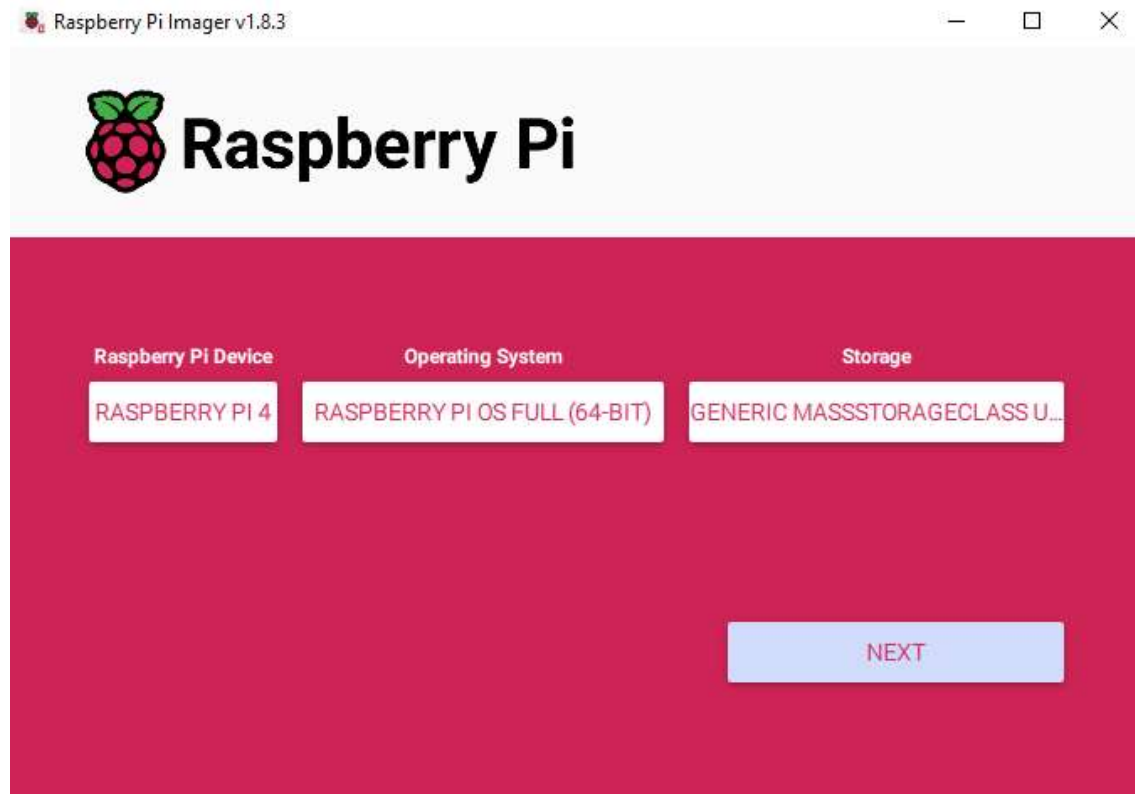 Raspberry Pi Imager v1.8.3
Raspberry Pi
Raspberry Pi Device
Operating System
Storage
RASPBERRY PI 4
RASPBERRY PI OS FULL (64-BIT)
GENERIC MASSSTORAGECLASS U...
NEXT